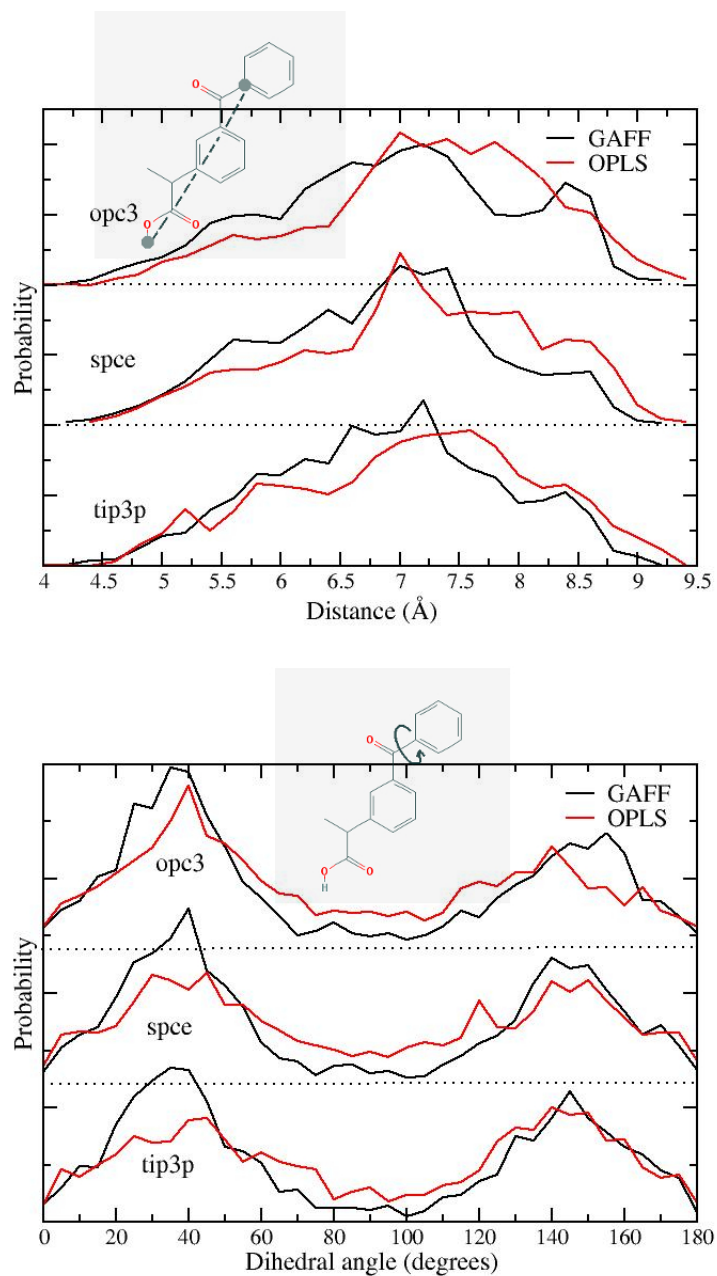 O
O
O
GAFF
OPLS
opc3
spce
tip3p
Probability
4 4.5 5 5.5 6 6.5 7 7.5 8 8.5 9 9.5
Distance (Å)
O
O
O
H
GAFF
OPLS
opc3
spce
tip3p
Probability
0 20 40 60 80 100 120 140 160 180
Dihedral angle (degrees)